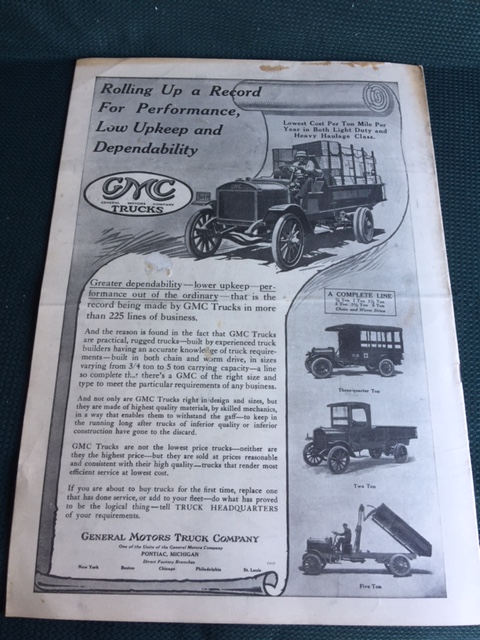 Rolling Up a Record
For Performance,
Low Upkeep and
Dependability
Lowest Cost Per Ton Mile Per
Year in Both Light Duty and
Heavy Haulage Class.
GMC
GENERAL MOTORS COMPANY
TRUCKS
Greater dependability—lower upkeep—per-
formance out of the ordinary—that is the
record being made by GMC Trucks in more
than 225 lines of business.
And the reason is found in the fact that GMC Trucks
are practical, rugged trucks—built by experienced truck
builders having an accurate knowledge of truck require-
ments—built in both chain and worm drive, in sizes
varying from 3/4 ton to 5 ton carrying capacity—a line
so complete that there's a GMC of the right size and
type to meet the particular requirements of any business.
And not only are GMC Trucks right in design and sizes, but
they are made of highest quality materials, by skilled mechanics,
in a way that enables them to withstand the gaff—to keep in
the running long after trucks of inferior quality or inferior
construction have gone to the discard.
GMC Trucks are not the lowest price trucks—neither are
they the highest price—but they are sold at prices reasonable
and consistent with their high quality—trucks that render most
efficient service at lowest cost.
If you are about to buy trucks for the first time, replace one
that has done service, or add to your fleet—do what has proved
to be the logical thing—tell TRUCK HEADQUARTERS
of your requirements.
GENERAL MOTORS TRUCK COMPANY
One of the Units of the General Motors Company
PONTIAC, MICHIGAN
Direct Factory Branches
New York Boston Chicago Philadelphia St. Louis
A COMPLETE LINE
Chain and Worm Drive
Three-quarter Ton
Two Ton
Five Ton